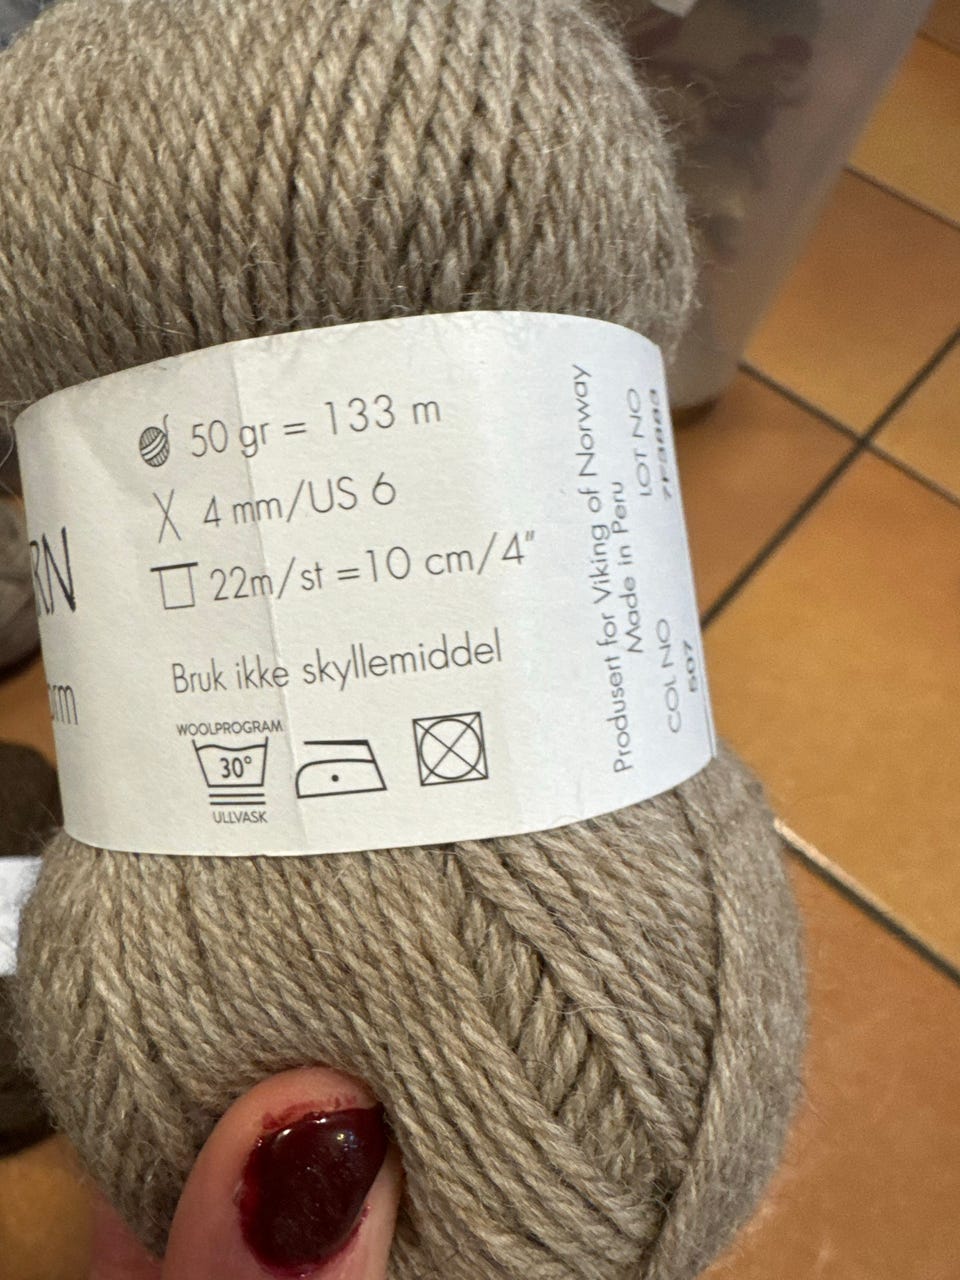 50 gr = 133 m
4 mm/US 6
22m/st =10 cm/4"
Bruk ikke skyllemiddel
WOOLPROGRAM
30°
ULLVASK
Produsert for Viking of Norway
Made in Peru
LOT NO
COL NO
507